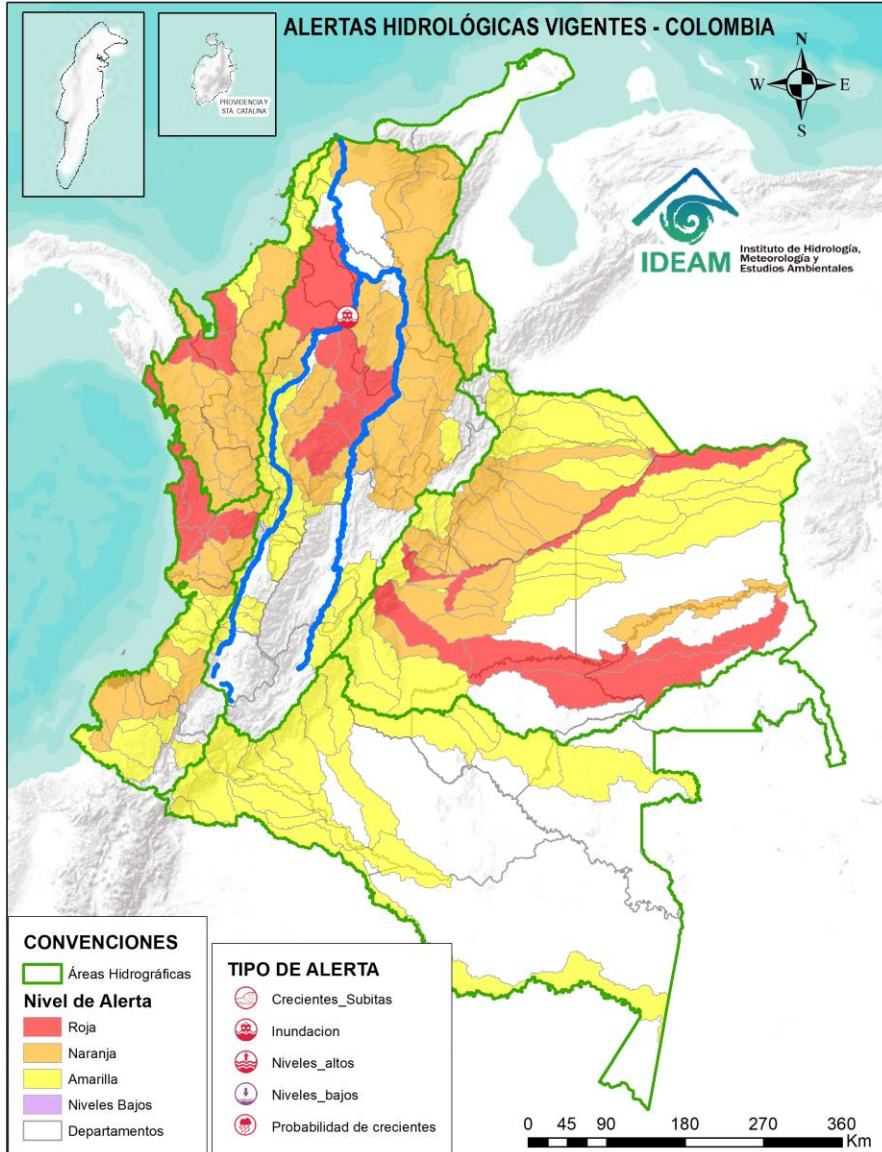 ALERTAS HIDROLÓGICAS VIGENTES - COLOMBIA
PROVIDENCIA Y
STA. CATALINA
N
W
E
S
IDEAM
Instituto de Hidrología,
Meteorología y
Estudios Ambientales
CONVENCIONES
Áreas Hidrográficas
Nivel de Alerta
Roja
Naranja
Amarilla
Niveles Bajos
Departamentos
TIPO DE ALERTA
Crecientes_Subitas
Inundacion
Niveles_altos
Niveles_bajos
Probabilidad de crecientes
0 45 90 180 270 360
Km